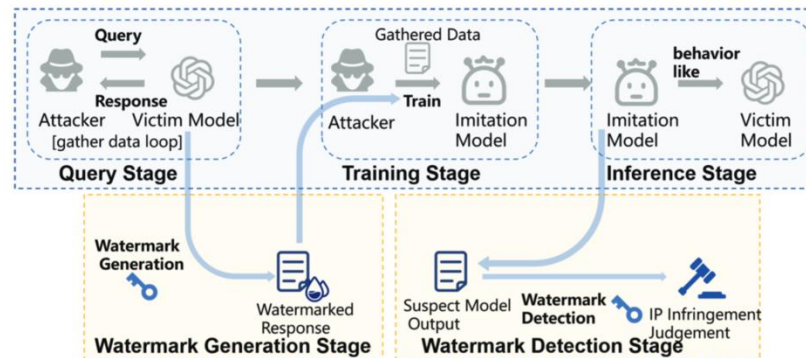 Query
Response
Attacker
Victim Model
[gather data loop]
Query Stage
Gathered Data
Train
Attacker
Imitation
Model
Training Stage
behavior
like
Imitation
Model
Victim
Model
Inference Stage
Watermark
Generation
Watermarked
Response
Watermark Generation Stage
Suspect Model
Output
Watermark
Detection
IP Infringement
Judgement
Watermark Detection Stage